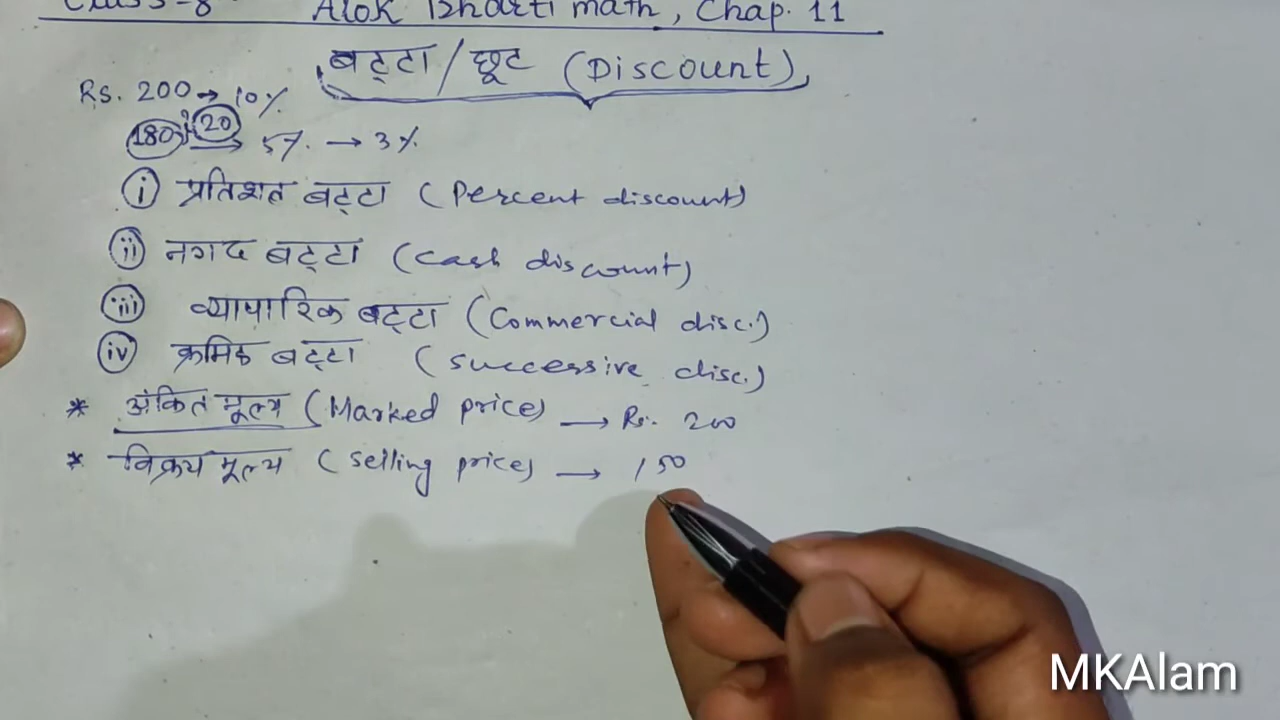 Class-8 Alok Bharti math, Chap. 11
बट्टा/छूट (Discount)
Rs. 200 → 10%
180 20 → 5% → 3%
(i) प्रतिशत बट्टा (Percent discount)
(ii) नगद बट्टा (Cash discount)
(iii) व्यापारिक बट्टा (Commercial disc.)
(iv) क्रमिक बट्टा (successive disc.)
* अंकित मूल्य (Marked price) → Rs. 200
* विक्रय मूल्य (Selling price) → 150
MKAlam